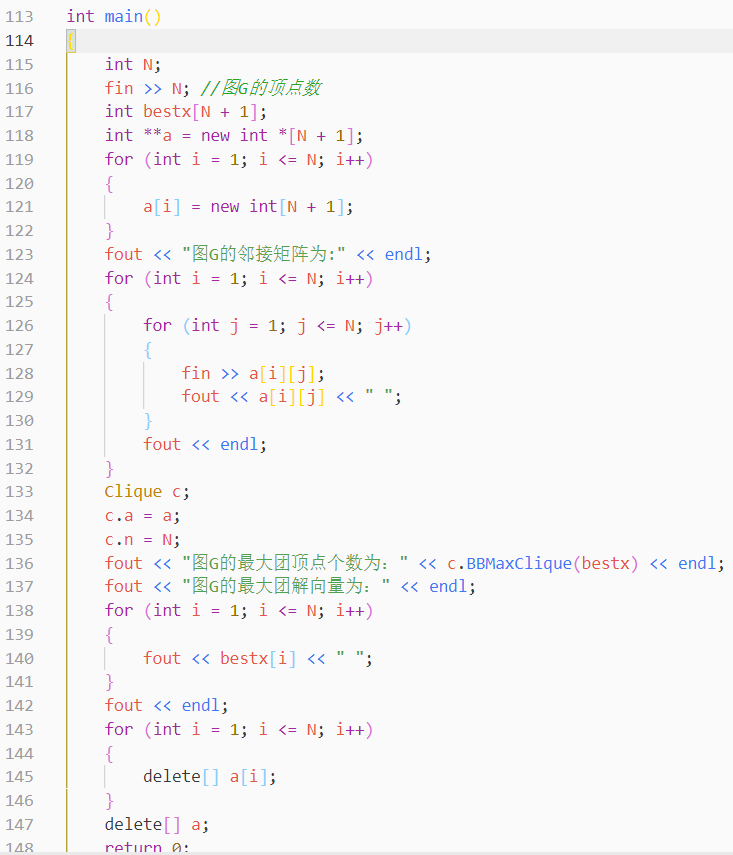 113 int main()
114 {
115 int N;
116 fin >> N; //图G的顶点数
117 int bestx[N + 1];
118 int **a = new int *[N + 1];
119 for (int i = 1; i <= N; i++)
120 {
121 a[i] = new int[N + 1];
122 }
123 fout << "图G的邻接矩阵为:" << endl;
124 for (int i = 1; i <= N; i++)
125 {
126 for (int j = 1; j <= N; j++)
127 {
128 fin >> a[i][j];
129 fout << a[i][j] << " ";
130 }
131 fout << endl;
132 }
133 Clique c;
134 c.a = a;
135 c.n = N;
136 fout << "图G的最大团顶点个数为：" << c.BBMaxClique(bestx) << endl;
137 fout << "图G的最大团解向量为：" << endl;
138 for (int i = 1; i <= N; i++)
139 {
140 fout << bestx[i] << " ";
141 }
142 fout << endl;
143 for (int i = 1; i <= N; i++)
144 {
145 delete[] a[i];
146 }
147 delete[] a;
148 return 0;